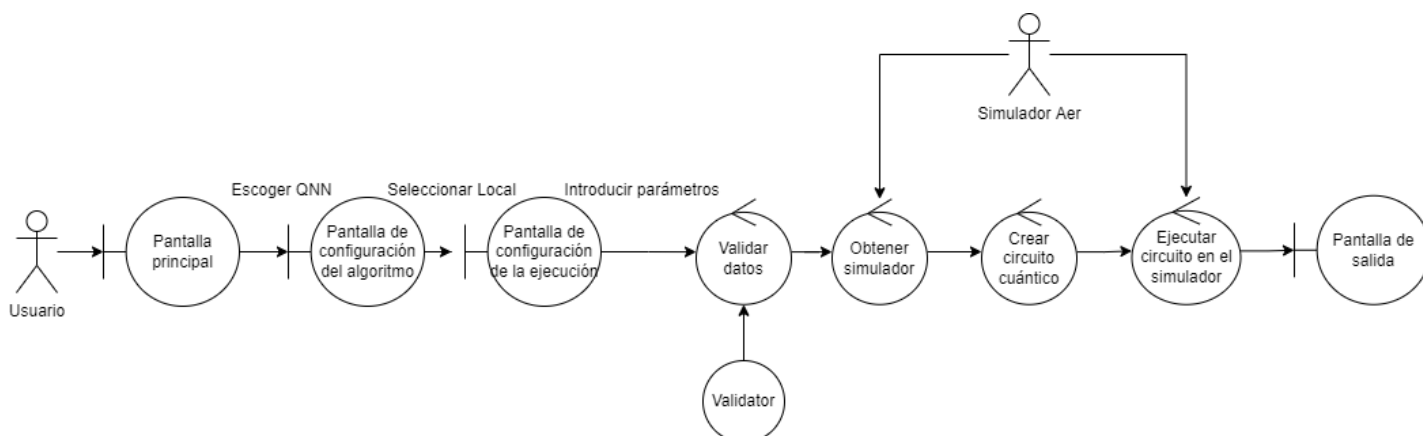 Simulador Aer
Escoger QNN
Seleccionar Local
Introducir parámetros
Usuario
Pantalla
principal
Pantalla de
configuración
del algoritmo
Pantalla de
configuración
de la ejecución
Validar
datos
Obtener
simulador
Crear
circuito
cuántico
Ejecutar
circuito en el
simulador
Pantalla de
salida
Validator